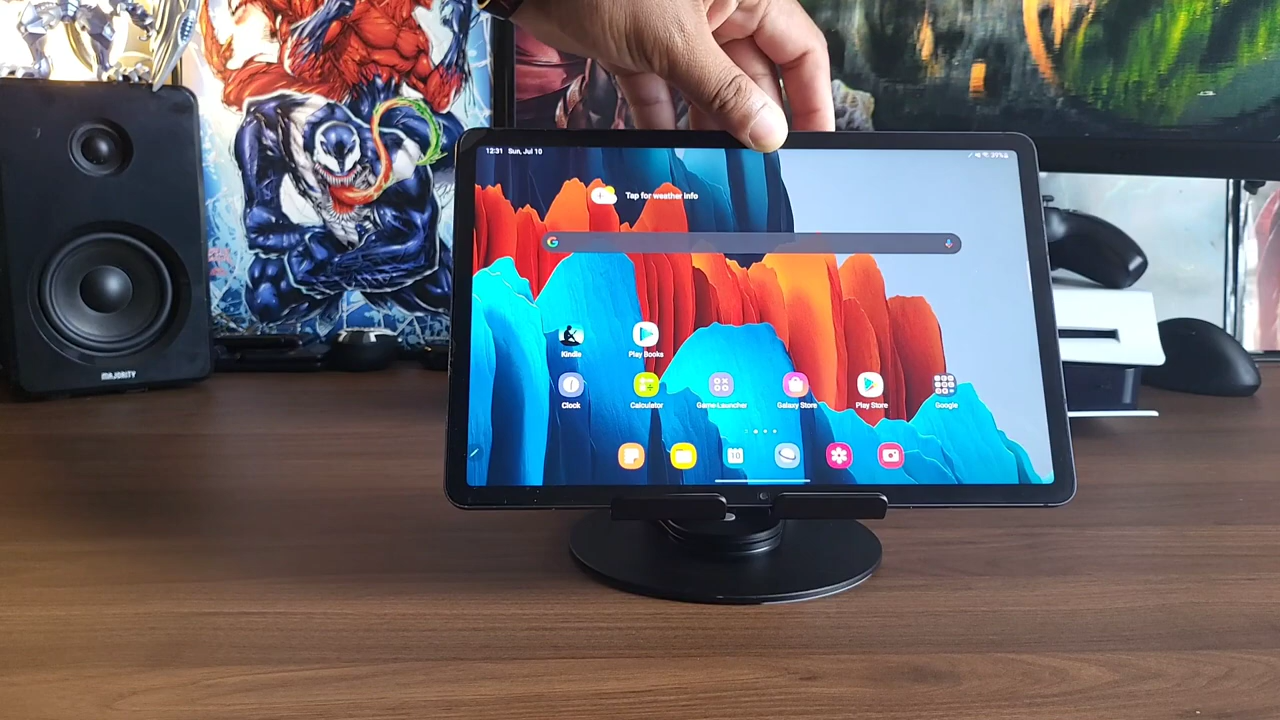 12:31 Sun, Jul 10
Tap for weather info
Kindle
Play Books
Clock
Calculator
Game Launcher
Galaxy Store
Play Store
Google
10
MAJORITY